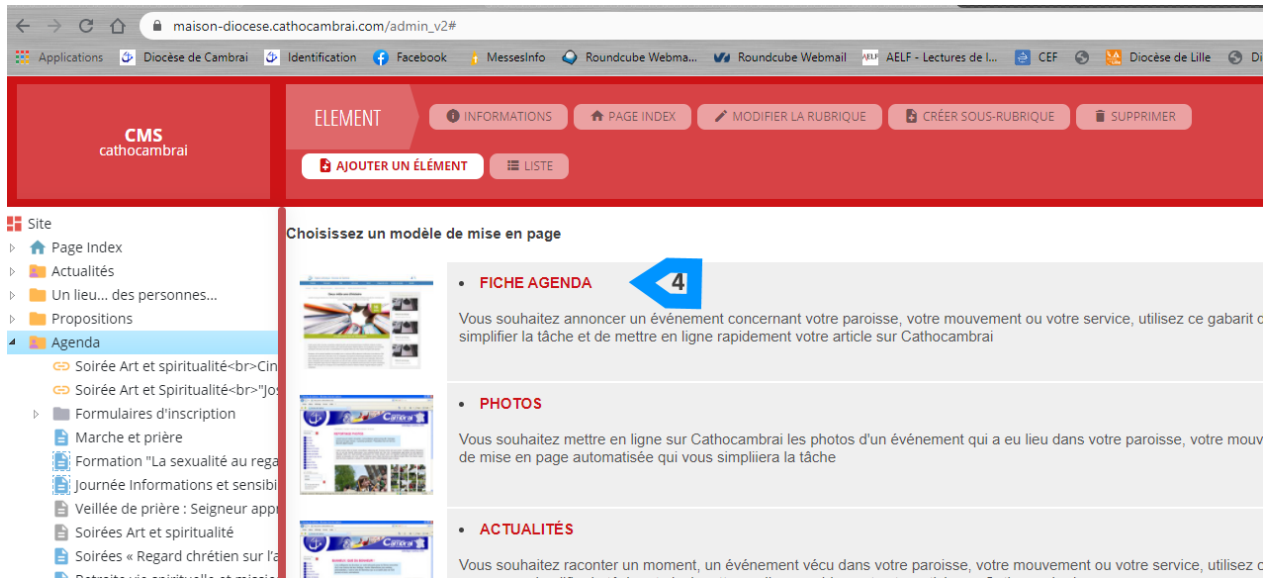 maison-diocese.cathocambrai.com/admin_v2#
Applications Diocèse de Cambrai Identification Facebook MessesInfo Roundcube Webma... Roundcube Webmail AELF - Lectures de l... CEF Diocèse de Lille
CMS
cathocambrai
ELEMENT INFORMATIONS PAGE INDEX MODIFIER LA RUBRIQUE CRÉER SOUS-RUBRIQUE SUPPRIMER
AJOUTER UN ÉLÉMENT LISTE
Site
Page Index
Actualités
Un lieu... des personnes...
Propositions
Agenda
Soirée Art et spiritualité<br>Cin
Soirée Art et Spiritualité<br>"Jos
Formulaires d'inscription
Marche et prière
Formation "La sexualité au rega
Journée Informations et sensibi
Veillée de prière : Seigneur appr
Soirées Art et spiritualité
Soirées « Regard chrétien sur l'a
Retraite vie spirituelle et missio
Choisissez un modèle de mise en page
• FICHE AGENDA 4
Vous souhaitez annoncer un événement concernant votre paroisse, votre mouvement ou votre service, utilisez ce gabarit
simplifier la tâche et de mettre en ligne rapidement votre article sur Cathocambrai
• PHOTOS
Vous souhaitez mettre en ligne sur Cathocambrai les photos d'un événement qui a eu lieu dans votre paroisse, votre mouv
de mise en page automatisée qui vous simpliiera la tâche
• ACTUALITÉS
Vous souhaitez raconter un moment, un événement vécu dans votre paroisse, votre mouvement ou votre service, utilisez